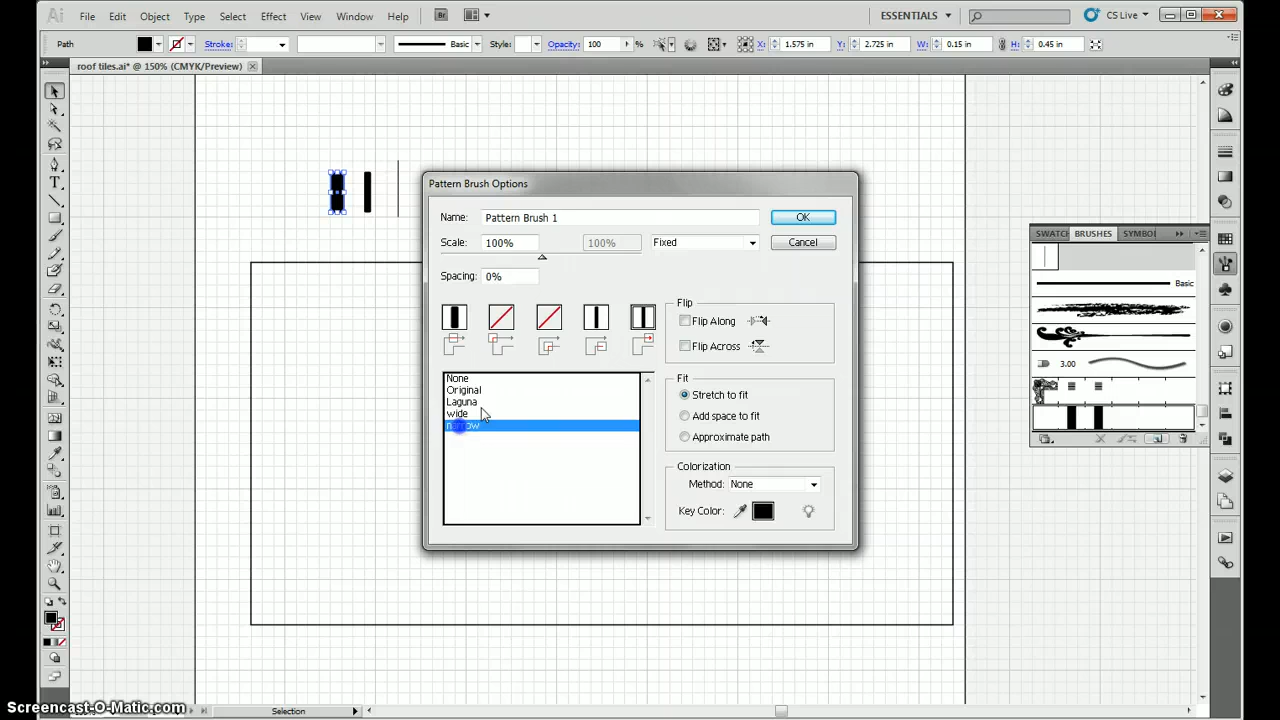 Ai File Edit Object Type Select Effect View Window Help Br ESSENTIALS CS Live
Path Stroke: Basic Style: Opacity: 100 X: 1.575 in Y: 2.725 in W: 0.15 in H: 0.45 in
roof tiles.ai* @ 150% (CMYK/Preview)
Pattern Brush Options
Name: Pattern Brush 1 OK
Scale: 100% 100% Fixed Cancel
Spacing: 0%
Flip
Flip Along
Flip Across
None
Original
Laguna
wide
narrow
Fit
Stretch to fit
Add space to fit
Approximate path
Colorization
Method: None
Key Color:
SWATCH BRUSHES SYMBOL
Basic
3.00
Selection
Screencast-O-Matic.com